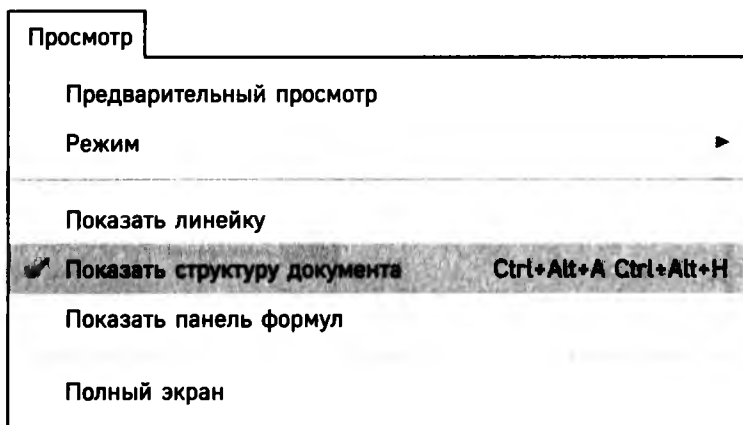 Просмотр
Предварительный просмотр
Режим
Показать линейку
Показать структуру документа Ctrl+Alt+A Ctrl+Alt+H
Показать панель формул
Полный экран